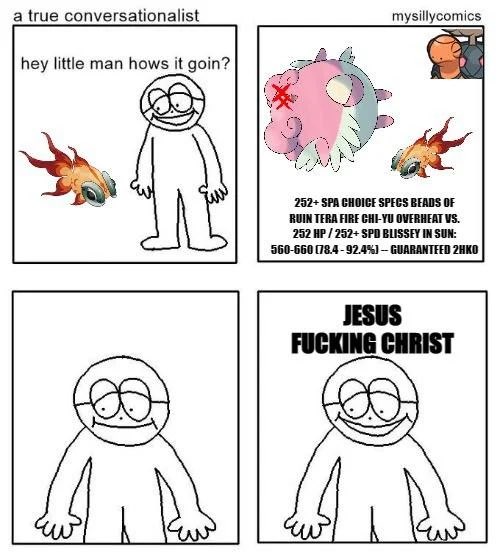 a true conversationalist
mysillycomics
hey little man hows it goin?
252+ SPA CHOICE SPECS BEADS OF
RUIN TERA FIRE CHI-YU OVERHEAT VS.
252 HP / 252+ SPD BLISSEY IN SUN:
560-660 (78.4 - 92.4%) -- GUARANTEED 2HKO
JESUS
FUCKING CHRIST